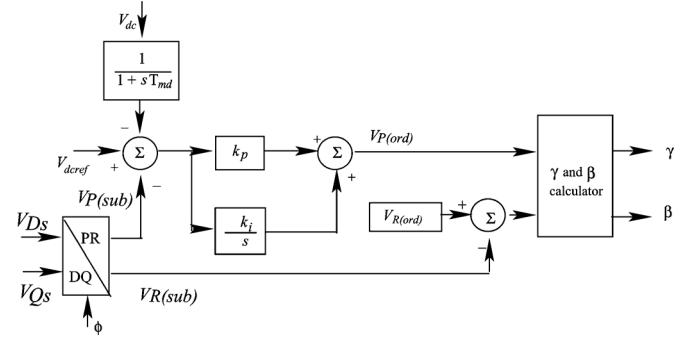 V_dc
1
1 + sT_md
−
V_dcref
+
Σ
−
k_p
+
Σ
+
V_P(ord)
γ and β
calculator
γ
β
V_P(sub)
k_i
s
V_R(ord)
+
Σ
−
V_Ds
PR
DQ
V_Qs
V_R(sub)
ϕ